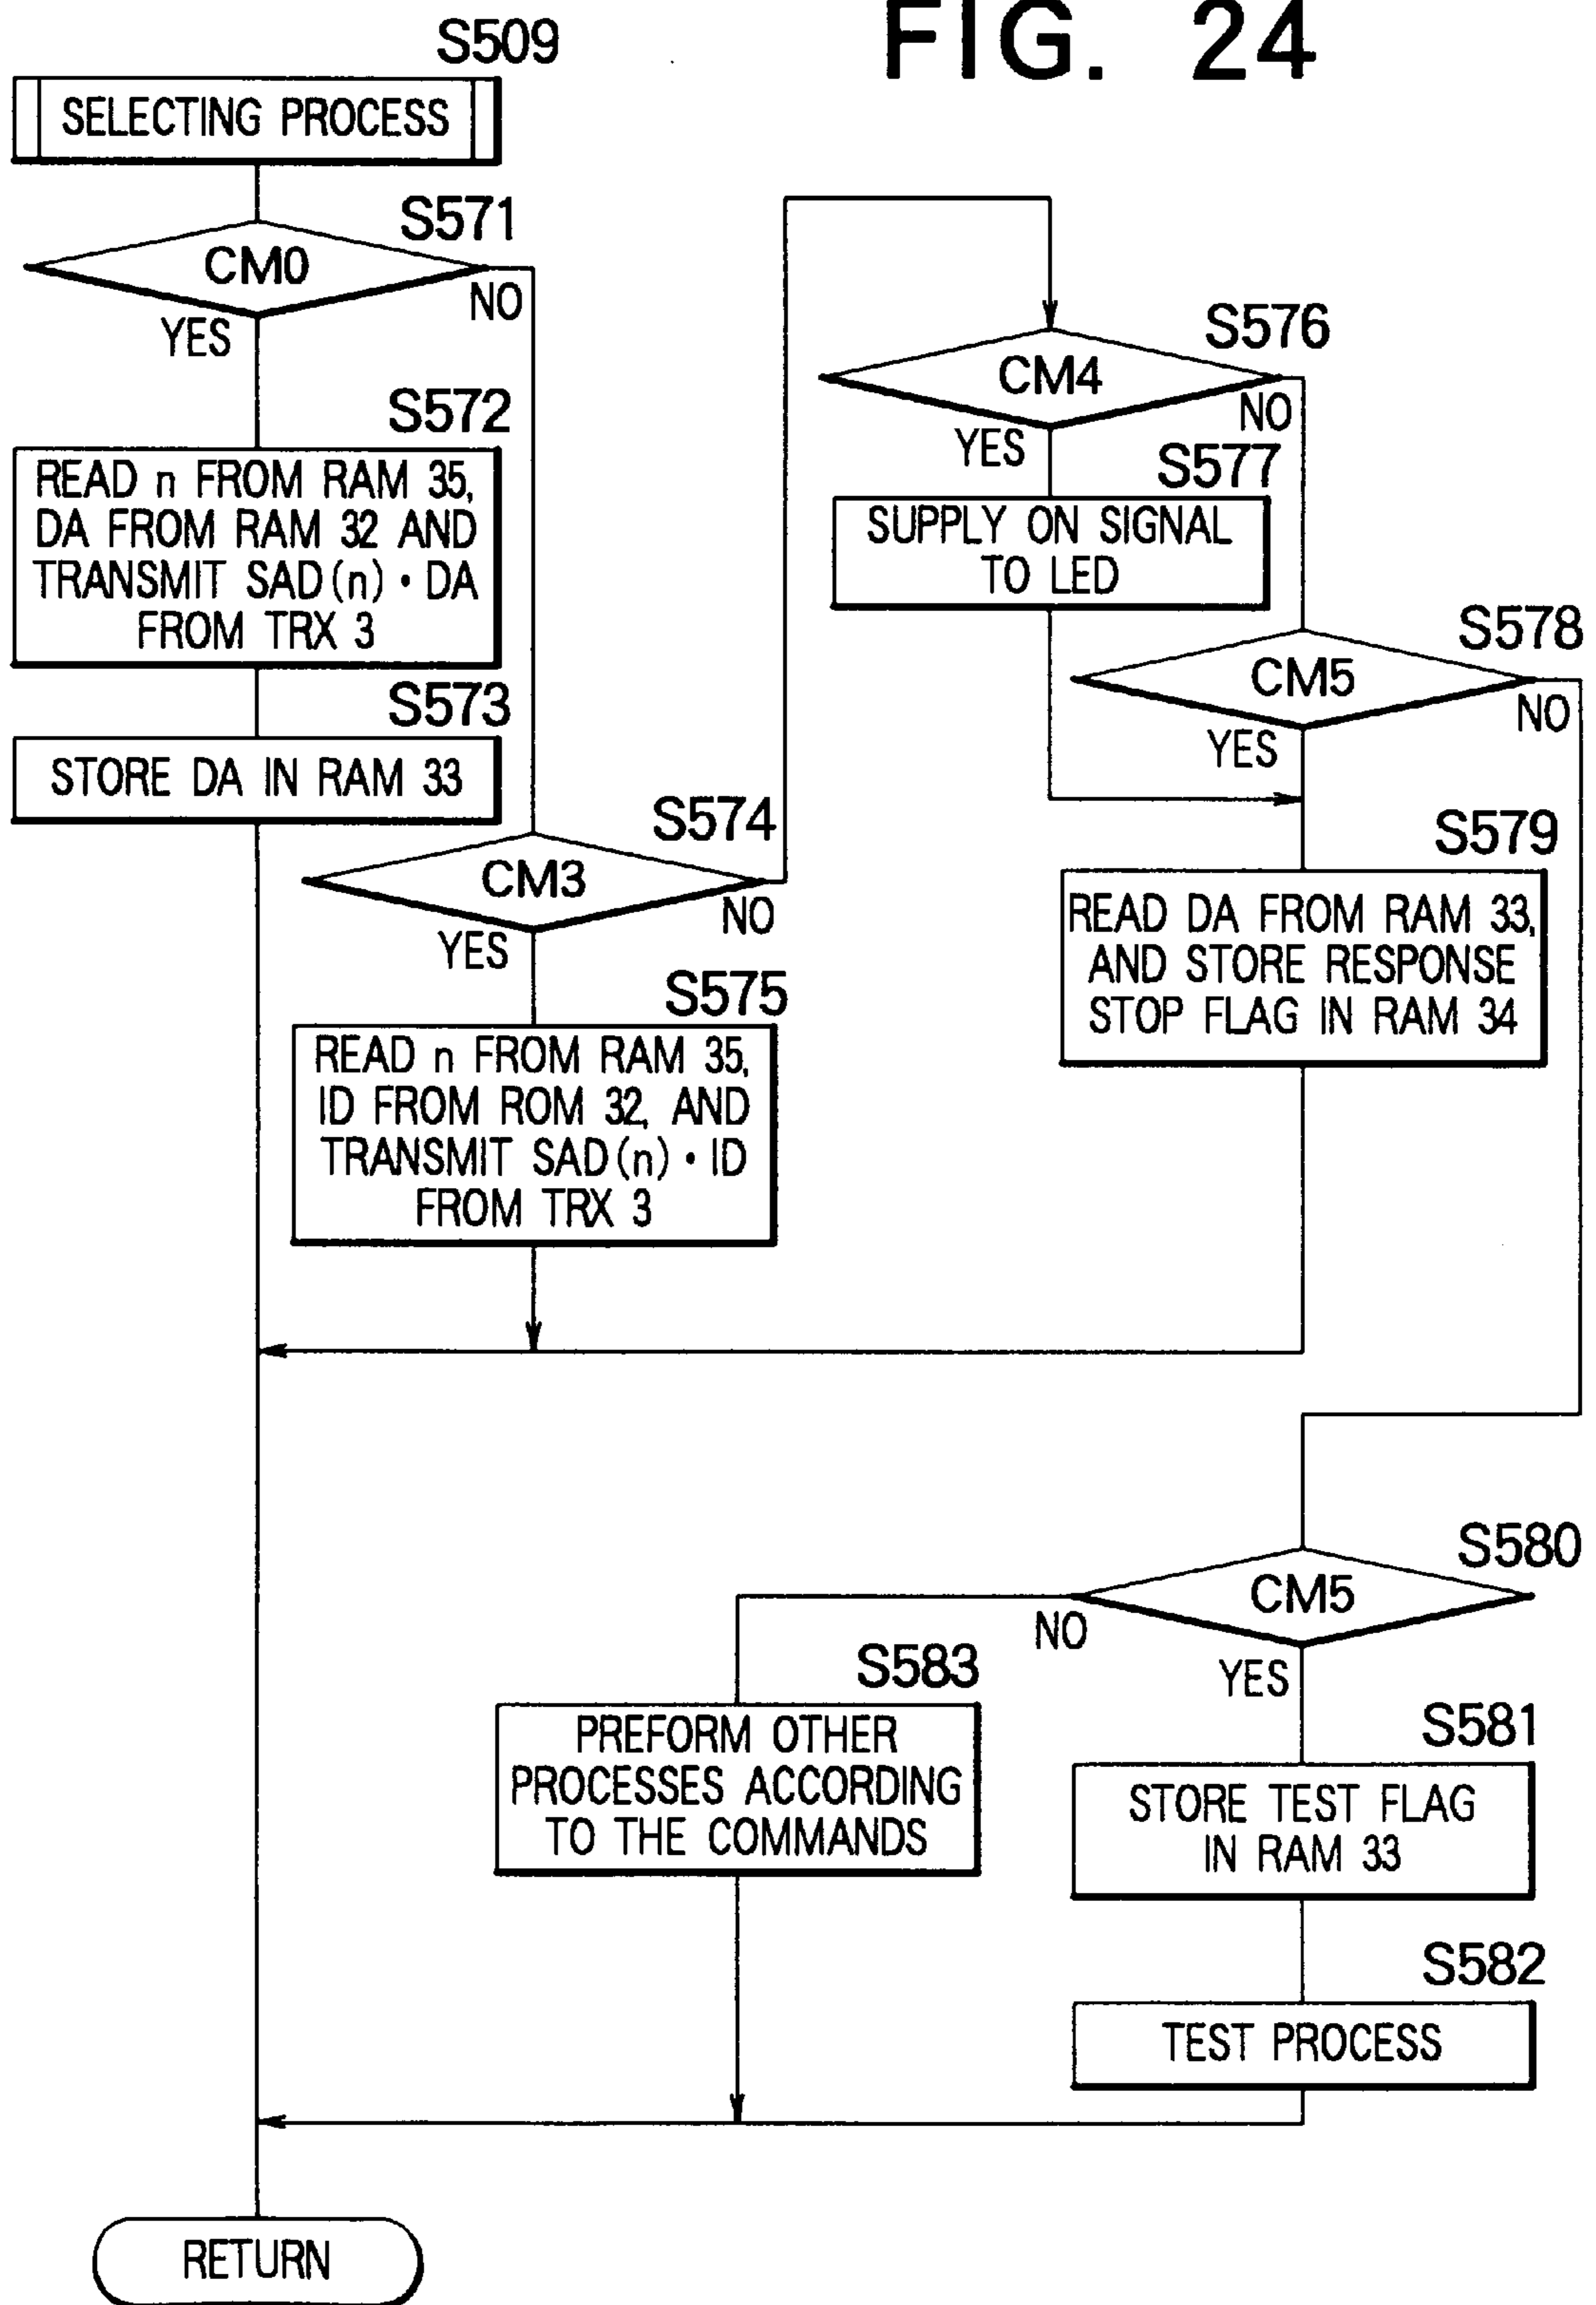 FIG. 24
S509
SELECTING PROCESS
S571
CM0
NO
YES
S572
READ n FROM RAM 35,
DA FROM RAM 32 AND
TRANSMIT SAD(n)・DA
FROM TRX 3
S573
STORE DA IN RAM 33
S574
CM3
NO
YES
S575
READ n FROM RAM 35,
ID FROM ROM 32, AND
TRANSMIT SAD(n)・ID
FROM TRX 3
S576
CM4
NO
YES
S577
SUPPLY ON SIGNAL
TO LED
S578
CM5
NO
YES
S579
READ DA FROM RAM 33,
AND STORE RESPONSE
STOP FLAG IN RAM 34
S580
CM5
NO
YES
S583
PREFORM OTHER
PROCESSES ACCORDING
TO THE COMMANDS
S581
STORE TEST FLAG
IN RAM 33
S582
TEST PROCESS
RETURN